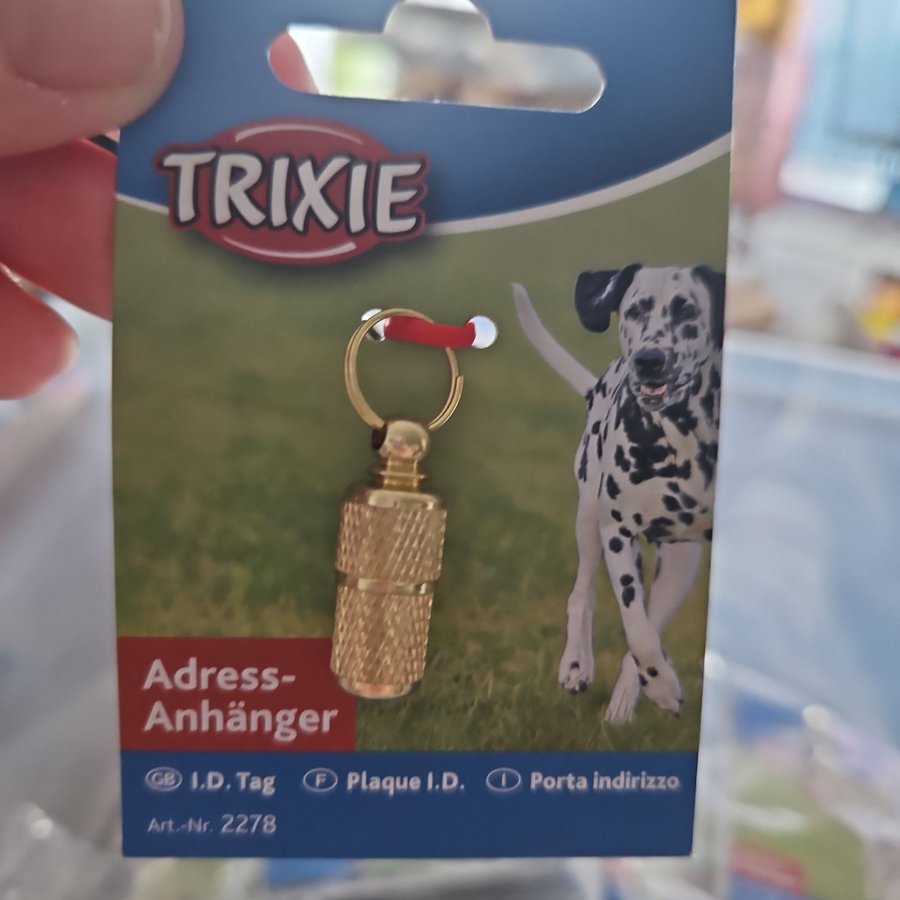 TRIXIE
Adress-
Anhänger
GB I.D. Tag F Plaque I.D. I Porta indirizzo
Art.-Nr. 2278